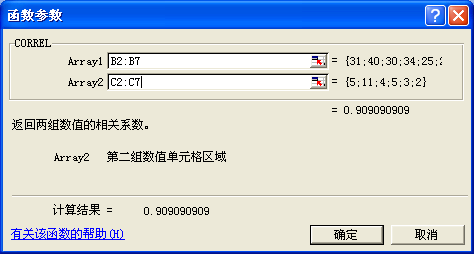 函数参数
CORREL
Array1 B2:B7 = {31;40;30;34;25;2
Array2 C2:C7 = {5;11;4;5;3;2}
= 0.909090909
返回两组数值的相关系数。
Array2 第二组数值单元格区域
计算结果 = 0.909090909
有关该函数的帮助(H) 确定 取消